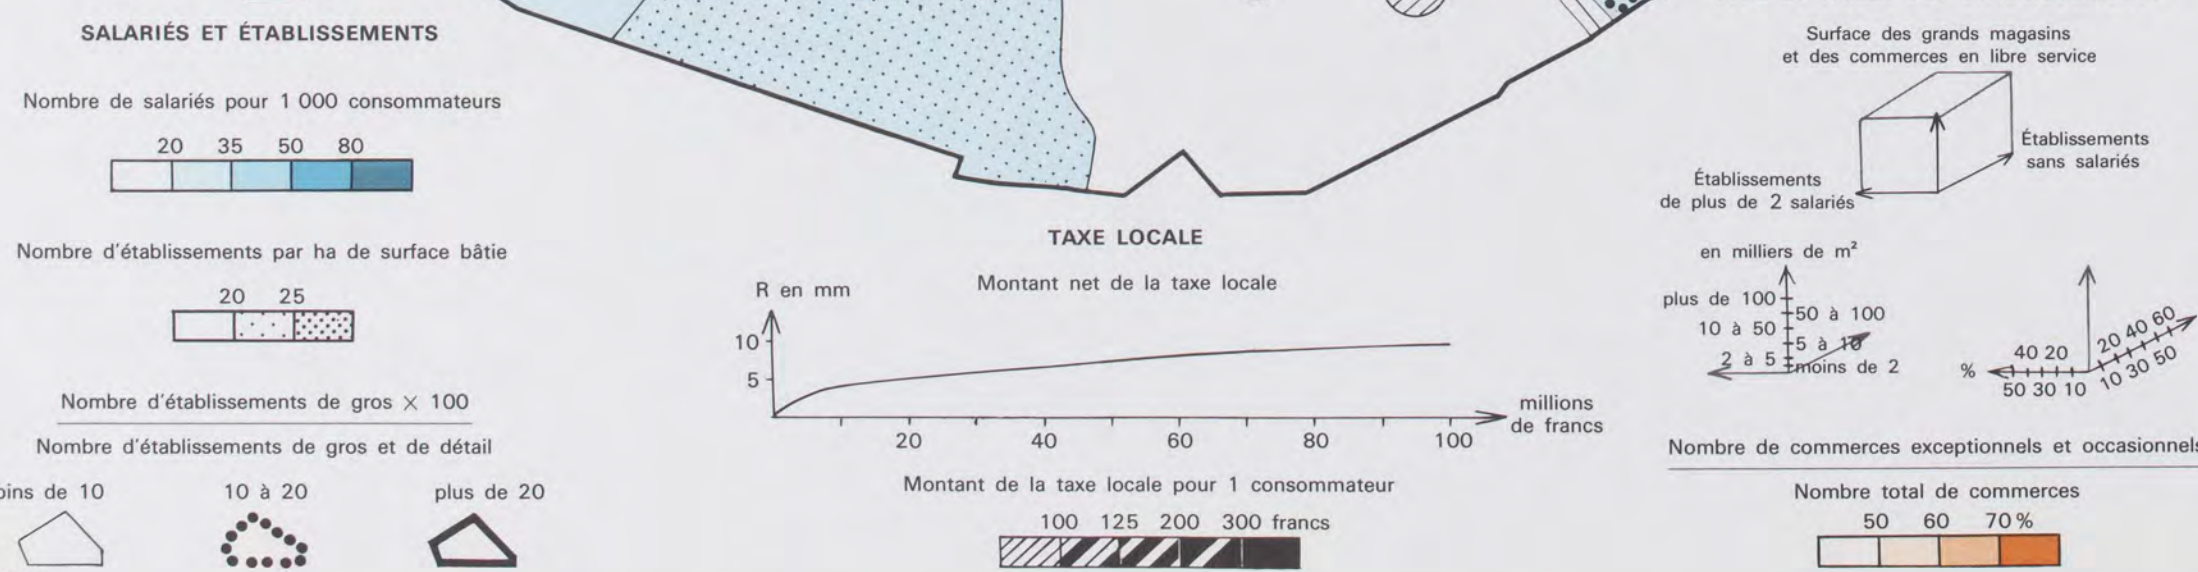 SALARIÉS ET ÉTABLISSEMENTS
Nombre de salariés pour 1 000 consommateurs
20 35 50 80
Nombre d'établissements par ha de surface bâtie
20 25
Nombre d'établissements de gros × 100
Nombre d'établissements de gros et de détail
10 à 20
plus de 20
de 10
TAXE LOCALE
Montant net de la taxe locale
R en mm
10
5
20 40 60 80 100
millions
de francs
Montant de la taxe locale pour 1 consommateur
100 125 200 300 francs
Surface des grands magasins
et des commerces en libre service
Établissements
sans salariés
Établissements
de plus de 2 salariés
en milliers de m²
plus de 100
50 à 100
10 à 50
5 à 10
2 à 5
moins de 2
%
40 20
50 30 10
20 40 60
10 30 50
Nombre de commerces exceptionnels et occasionnels
Nombre total de commerces
50 60 70 %